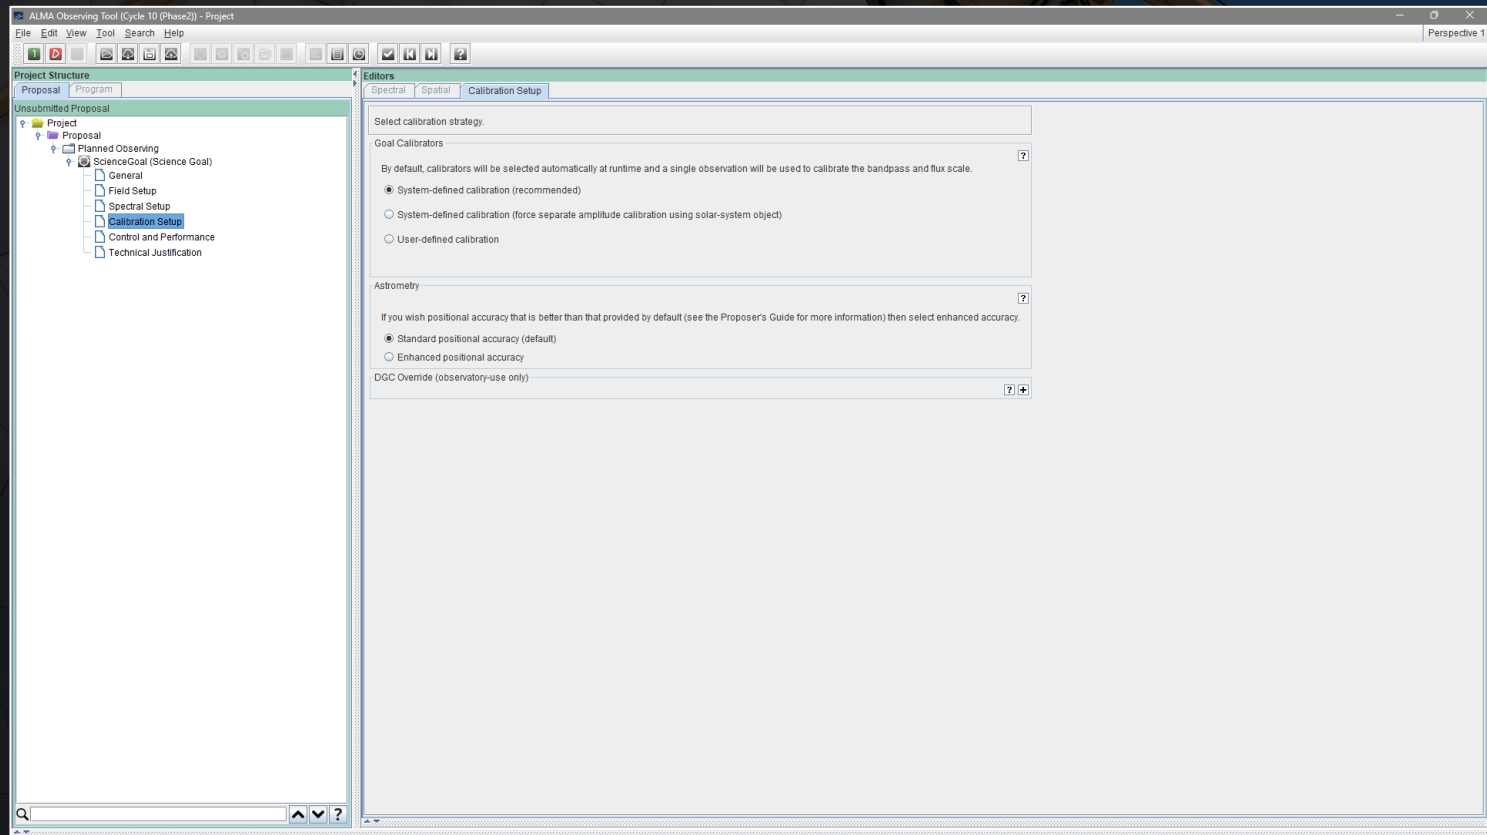 ALMA Observing Tool (Cycle 10 (Phase2)) - Project
File Edit View Tool Search Help
Perspective 1
Project Structure
Proposal Program
Unsubmitted Proposal
Project
Proposal
Planned Observing
ScienceGoal (Science Goal)
General
Field Setup
Spectral Setup
Calibration Setup
Control and Performance
Technical Justification
Editors
Spectral Spatial Calibration Setup
Select calibration strategy.
Goal Calibrators
By default, calibrators will be selected automatically at runtime and a single observation will be used to calibrate the bandpass and flux scale.
System-defined calibration (recommended)
System-defined calibration (force separate amplitude calibration using solar-system object)
User-defined calibration
Astrometry
If you wish positional accuracy that is better than that provided by default (see the Proposer's Guide for more information) then select enhanced accuracy.
Standard positional accuracy (default)
Enhanced positional accuracy
DGC Override (observatory-use only)